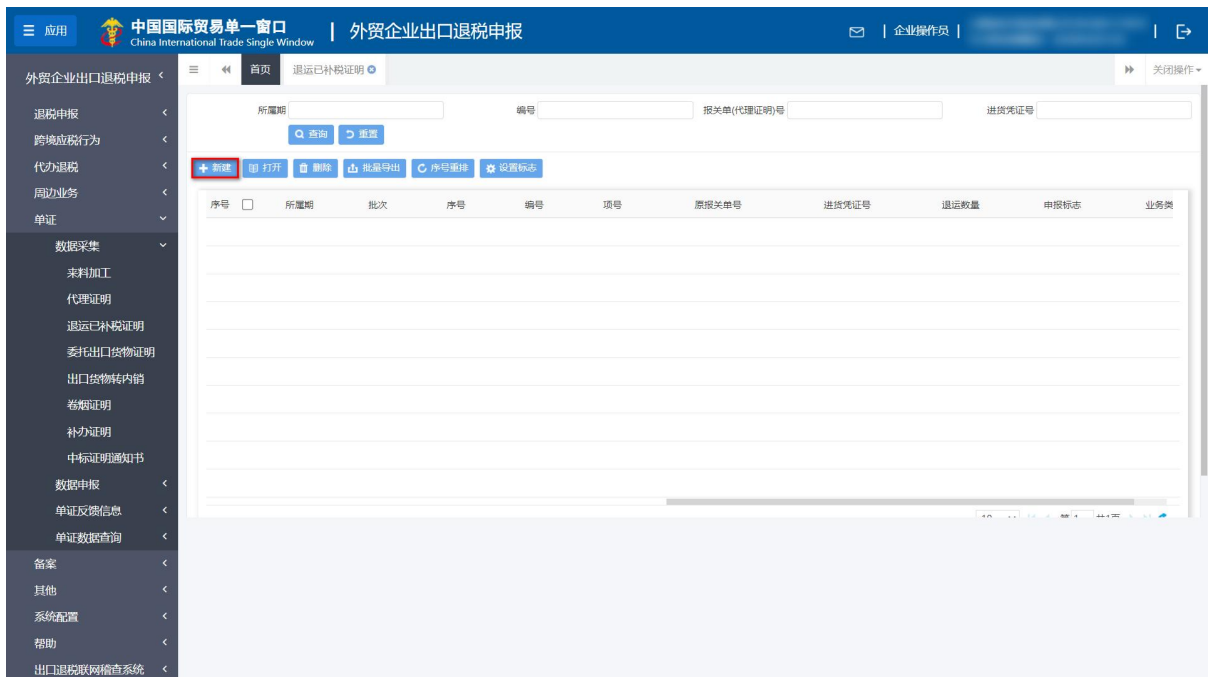 应用
中国国际贸易单一窗口
China International Trade Single Window
外贸企业出口退税申报
企业操作员
外贸企业出口退税申报
首页
退运已补税证明
关闭操作
退税申报
跨境应税行为
代办退税
周边业务
单证
数据采集
来料加工
代理证明
退运已补税证明
委托出口货物证明
出口货物转内销
卷烟证明
补办证明
中标证明通知书
数据申报
单证反馈信息
单证数据查询
备案
其他
系统配置
帮助
出口退税联网稽查系统
所属期 编号 报关单(代理证明)号 进货凭证号
查询 重置
新建 打开 删除 批量导出 序号重排 设置标志
序号 所属期 批次 序号 编号 项号 原报关单号 进货凭证号 退运数量 申报标志 业务类